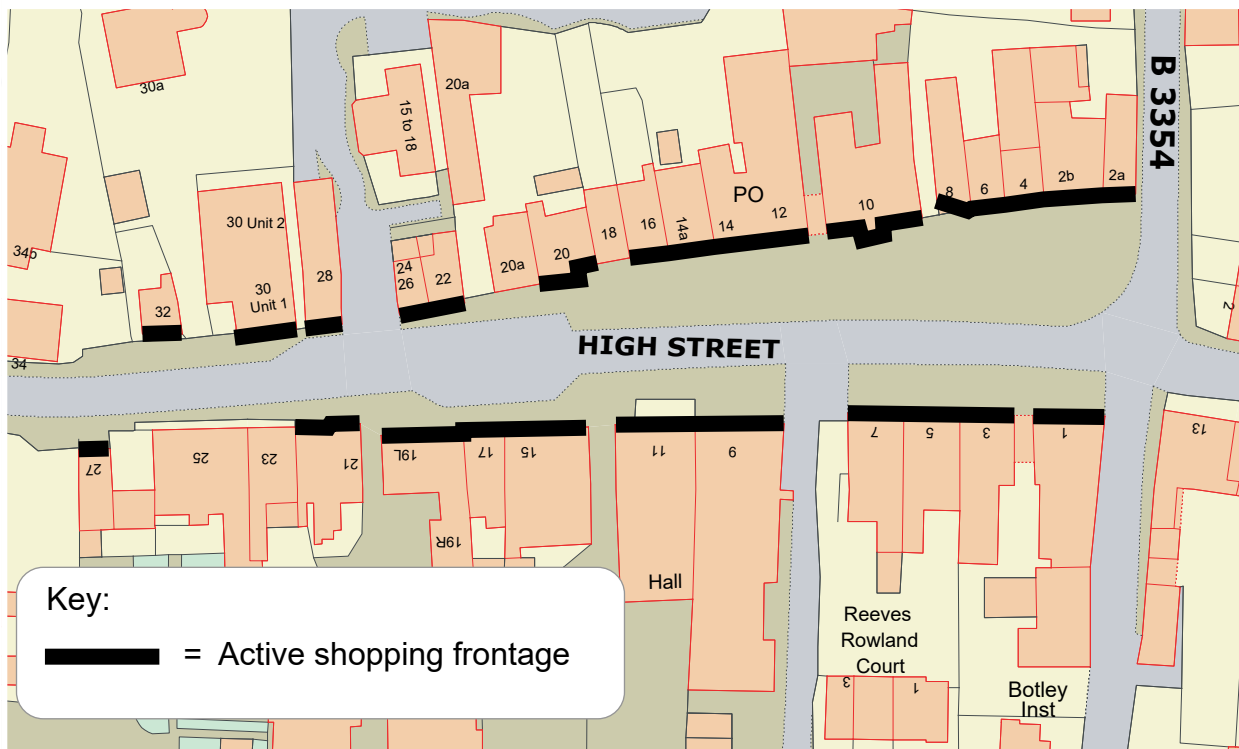 30a
20a
15 to 18
B 3354
PO
8
6
4
2b
2a
10
12
14
14a
16
18
20
20a
22
24
26
28
30 Unit 2
30
Unit 1
32
34b
34
2
HIGH STREET
27
25
23
21
19L
19R
17
15
11
9
7
5
3
1
13
Hall
Reeves
Rowland
Court
3
1
Botley
Inst
Key:
= Active shopping frontage